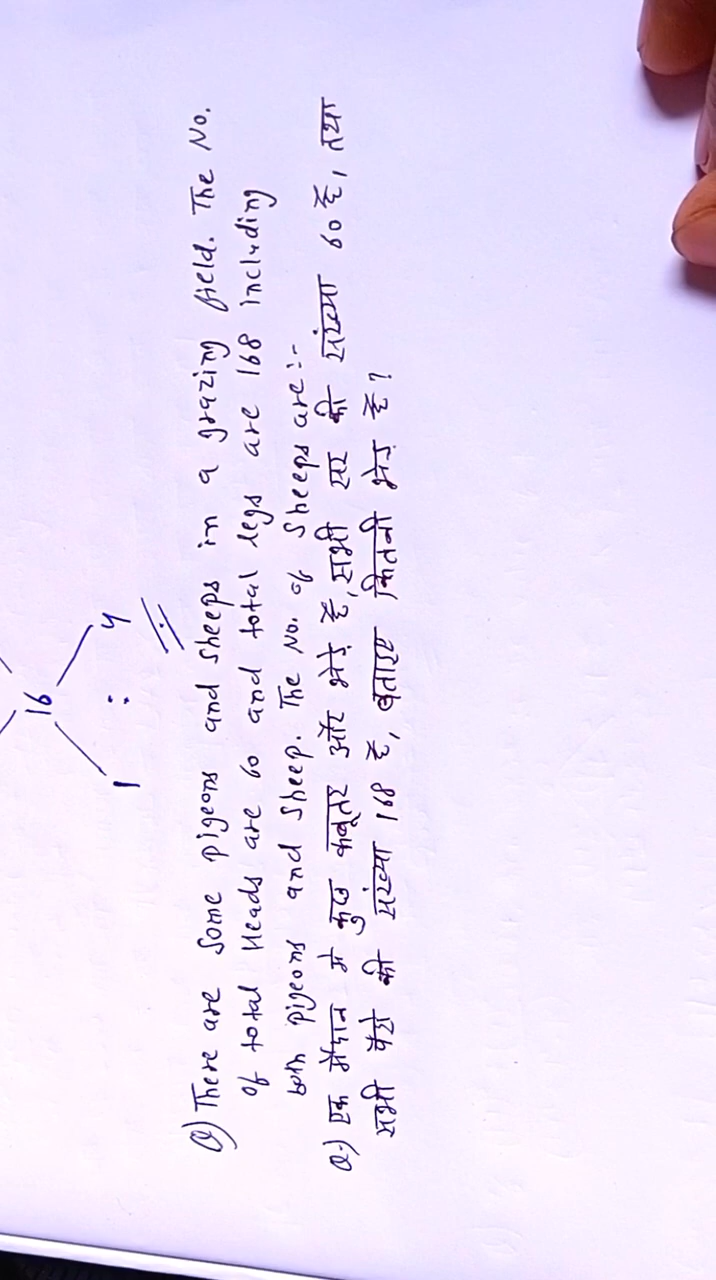 16
1 : 4
Q) There are some pigeons and sheeps in a grazing field. The No.
of total Heads are 60 and total legs are 168 including
both pigeons and sheep. The No. of Sheeps are :-
Q.) एक मैदान मे कुछ कबूतर और भेड़े है, सभी सर की संख्या 60 है, तथा
सभी पैरो की संख्या 168 है, बताइए कितनी भेड़ है?